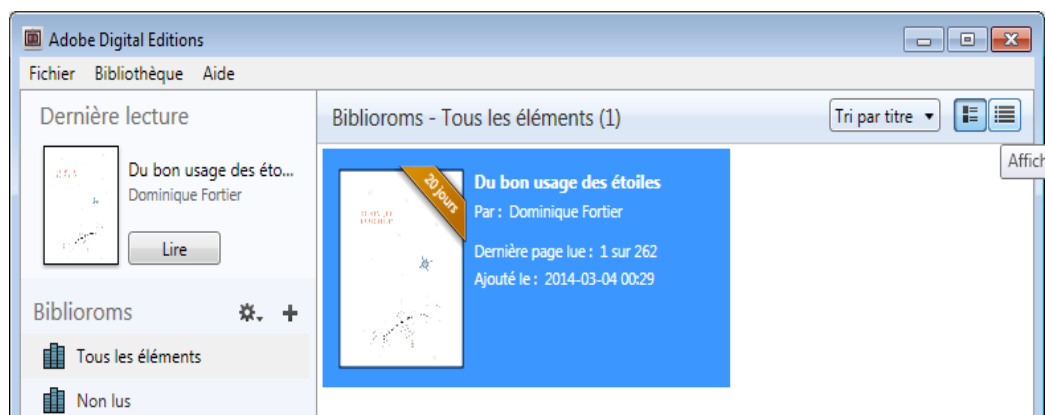 Adobe Digital Editions
Fichier Bibliothèque Aide
Dernière lecture
Du bon usage des éto...
Dominique Fortier
Lire
Biblioroms
Tous les éléments
Non lus
Biblioroms - Tous les éléments (1)
Tri par titre
Affich
20 jours
Du bon usage des étoiles
Par : Dominique Fortier
Dernière page lue : 1 sur 262
Ajouté le : 2014-03-04 00:29